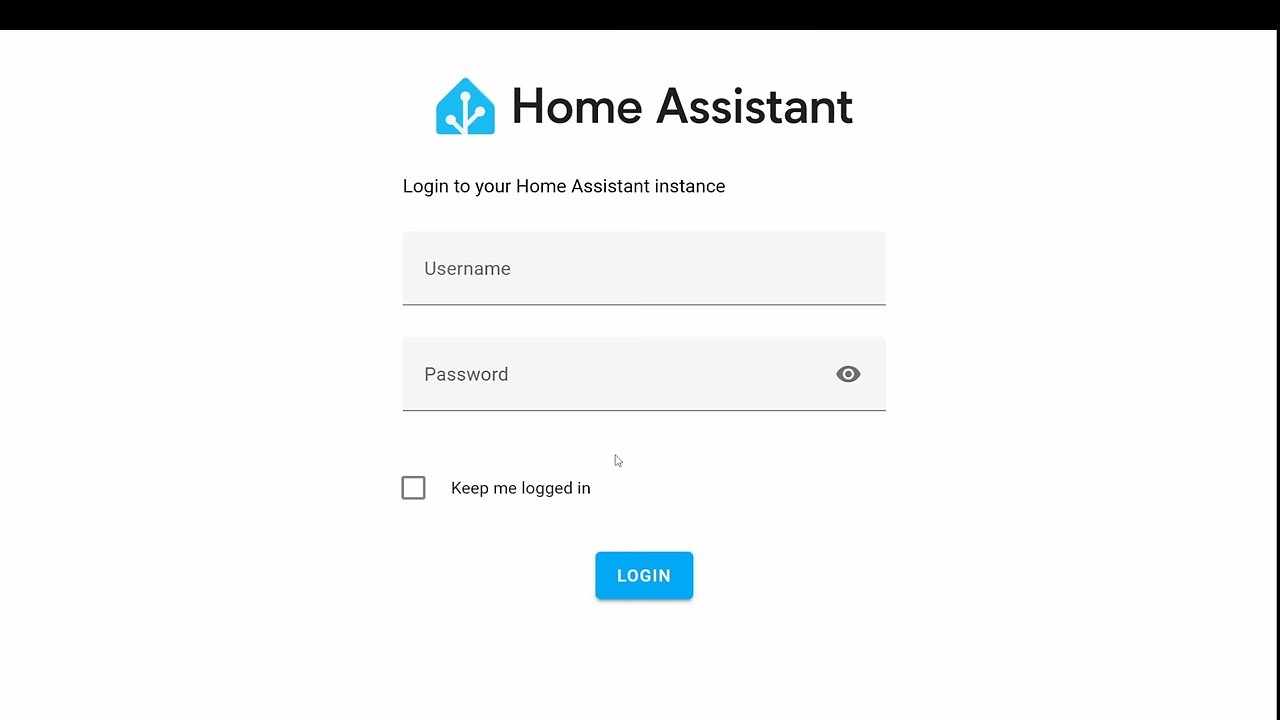 Home Assistant
Login to your Home Assistant instance
Username
Password
Keep me logged in
LOGIN